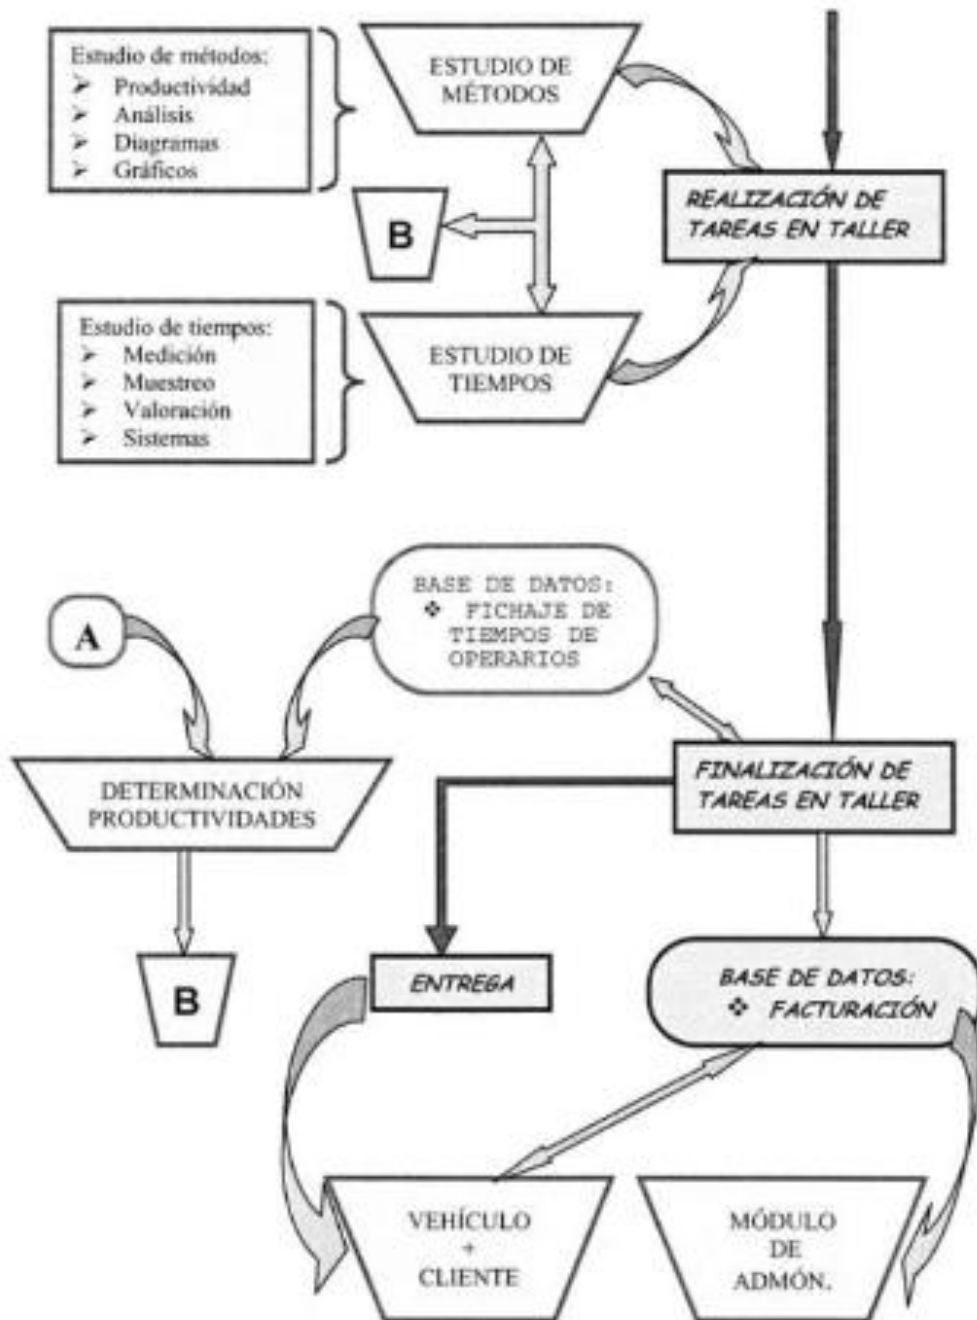 Estudio de métodos:
➤ Productividad
➤ Análisis
➤ Diagramas
➤ Gráficos
ESTUDIO DE
MÉTODOS
REALIZACIÓN DE
TAREAS EN TALLER
B
Estudio de tiempos:
➤ Medición
➤ Muestreo
➤ Valoración
➤ Sistemas
ESTUDIO DE
TIEMPOS
A
BASE DE DATOS:
❖ FICHAJE DE
TIEMPOS DE
OPERARIOS
DETERMINACIÓN
PRODUCTIVIDADES
FINALIZACIÓN DE
TAREAS EN TALLER
B
ENTREGA
BASE DE DATOS:
❖ FACTURACIÓN
VEHÍCULO
+
CLIENTE
MÓDULO
DE
ADMÓN.